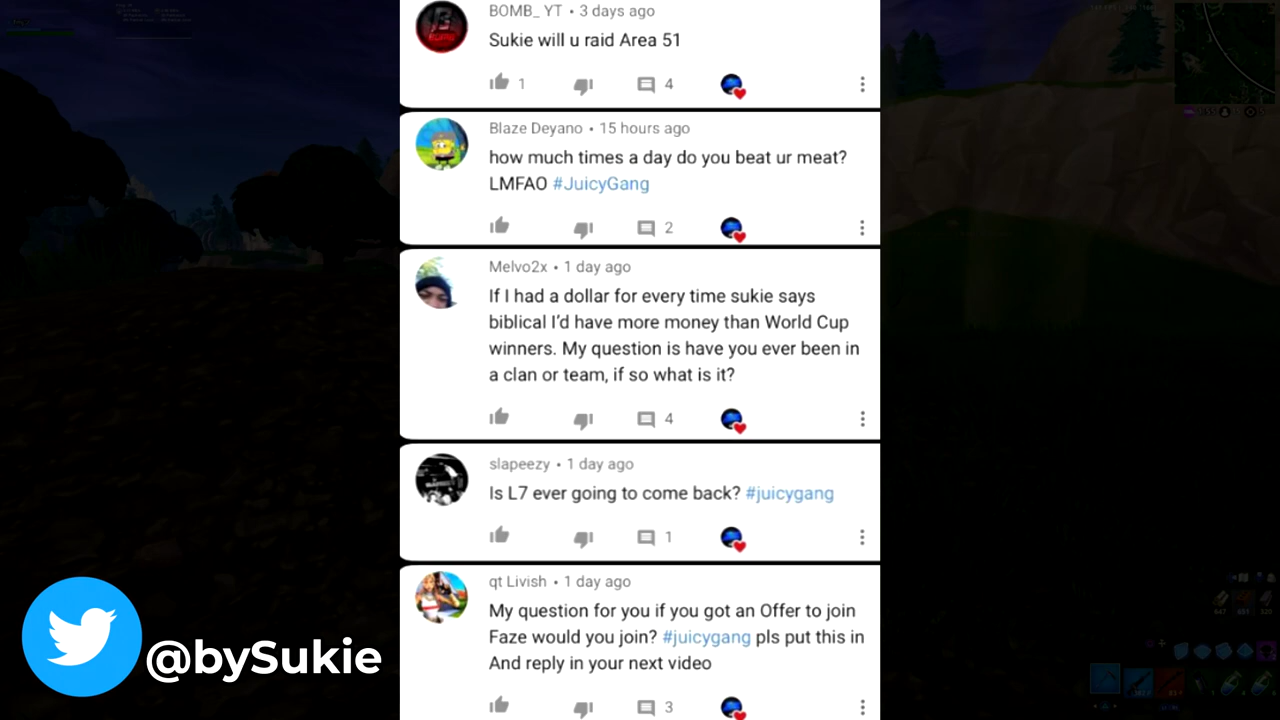 BOMB_ YT • 3 days ago
Sukie will u raid Area 51
1
4
Blaze Deyano • 15 hours ago
how much times a day do you beat ur meat?
LMFAO #JuicyGang
2
Melvo2x • 1 day ago
If I had a dollar for every time sukie says
biblical I'd have more money than World Cup
winners. My question is have you ever been in
a clan or team, if so what is it?
4
slapeezy • 1 day ago
Is L7 ever going to come back? #juicygang
1
qt Livish • 1 day ago
My question for you if you got an Offer to join
Faze would you join? #juicygang pls put this in
And reply in your next video
3
@bySukie